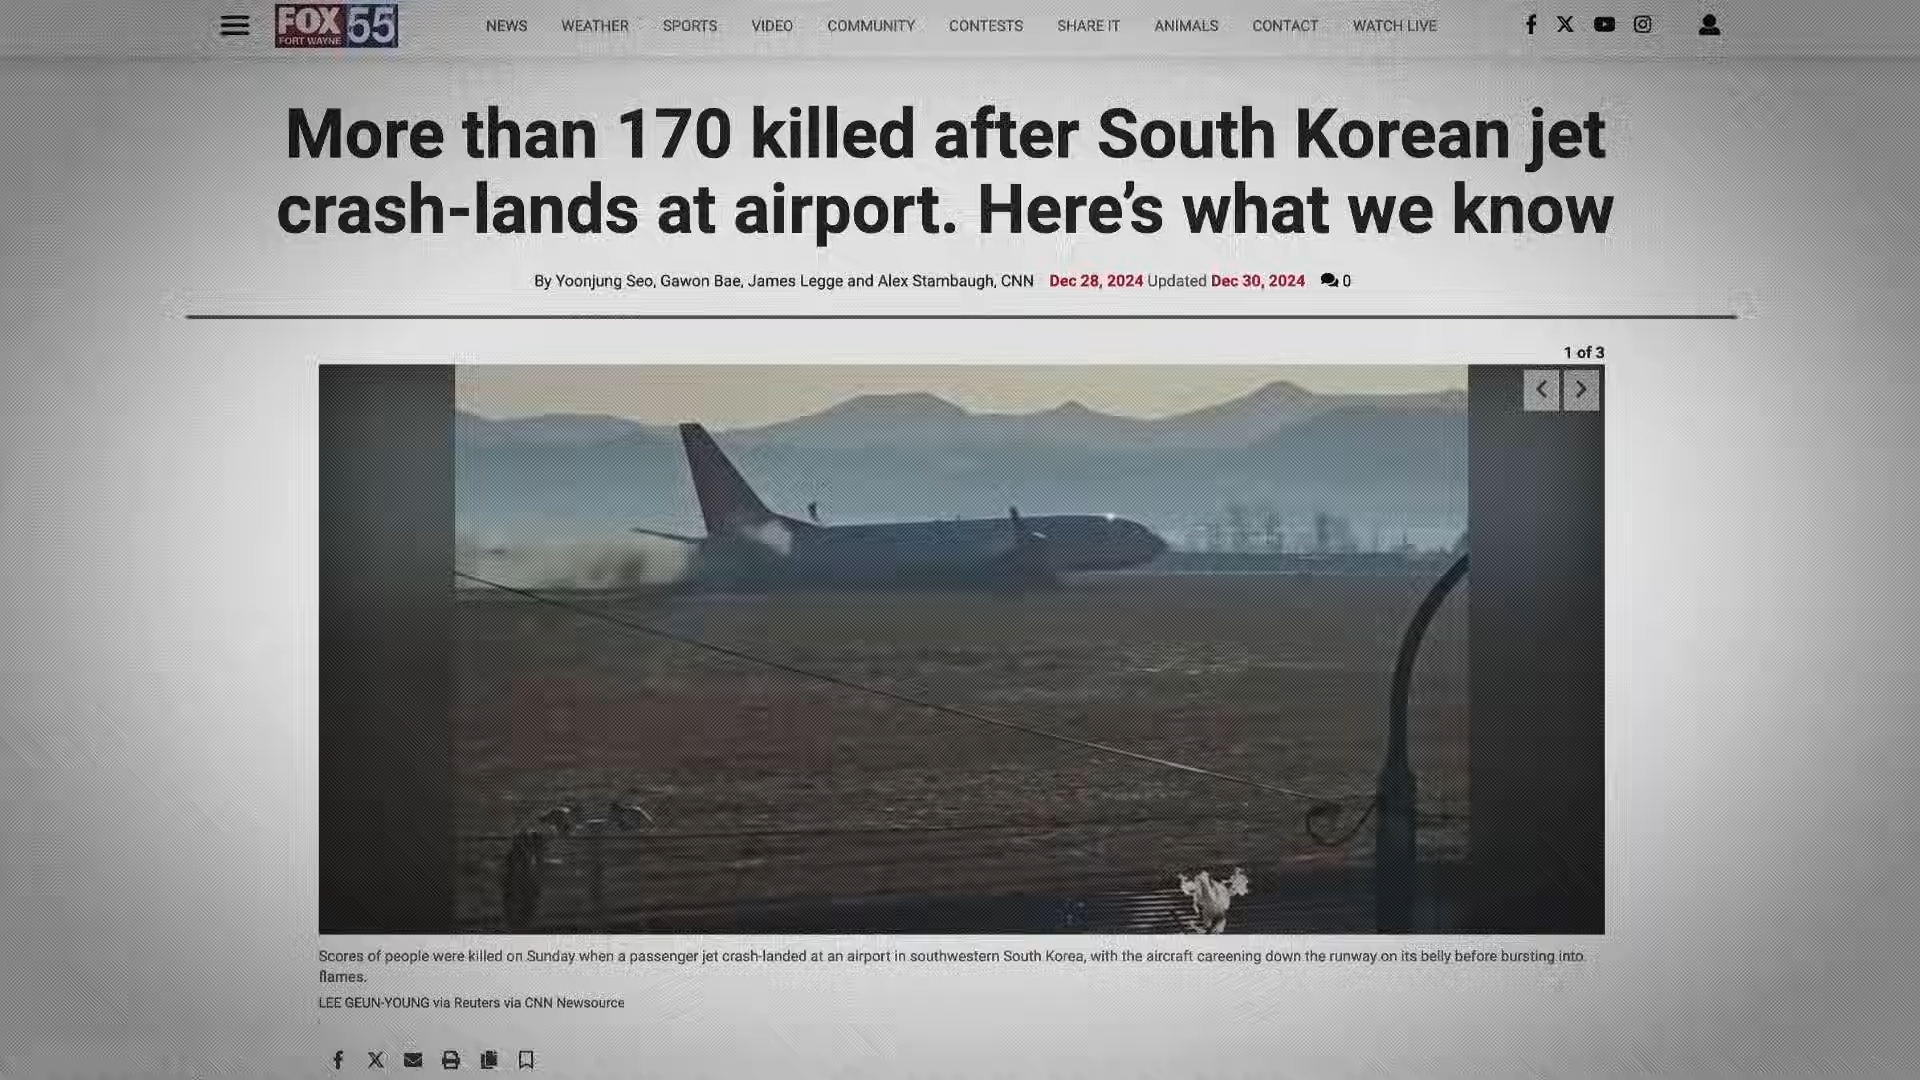 FOX 55
FORT WAYNE
NEWS WEATHER SPORTS VIDEO COMMUNITY CONTESTS SHARE IT ANIMALS CONTACT WATCH LIVE
More than 170 killed after South Korean jet
crash-lands at airport. Here’s what we know
By Yoonjung Seo, Gawon Bae, James Legge and Alex Stambaugh, CNN Dec 28, 2024 Updated Dec 30, 2024 0
1 of 3
Scores of people were killed on Sunday when a passenger jet crash-landed at an airport in southwestern South Korea, with the aircraft careening down the runway on its belly before bursting into
flames.
LEE GEUN-YOUNG via Reuters via CNN Newsource